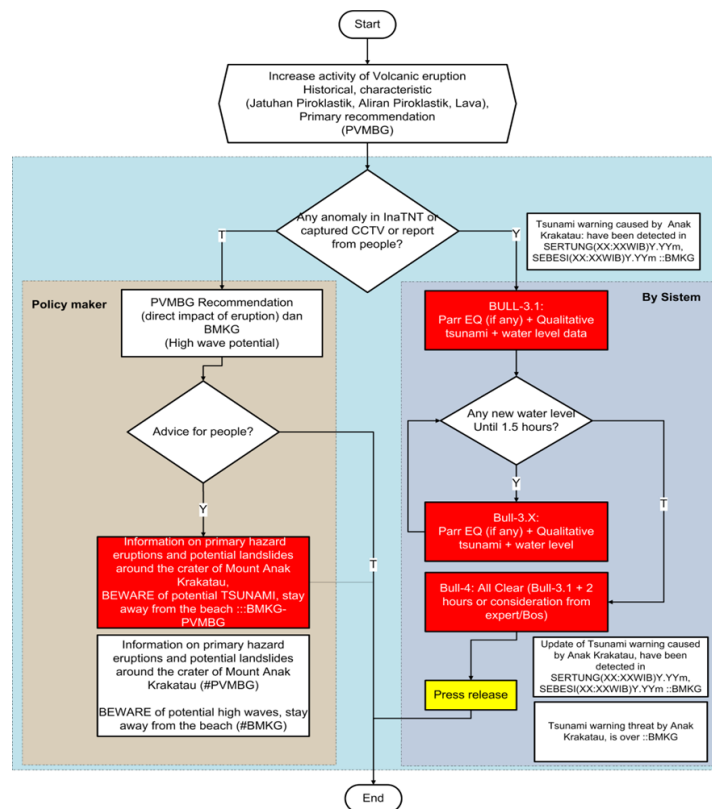 Start
Increase activity of Volcanic eruption
Historical, characteristic
(Jatuhan Piroklastik, Aliran Piroklastik, Lava),
Primary recommendation
(PVMBG)
Any anomaly in InaTNT or
captured CCTV or report
from people?
T
Y
Tsunami warning caused by Anak
Krakatau: have been detected in
SERTUNG(XX:XXWIB)Y.YYm,
SEBESI(XX:XXWIB)Y.YYm ::BMKG
Policy maker
PVMBG Recommendation
(direct impact of eruption) dan
BMKG
(High wave potential)
By Sistem
BULL-3.1:
Parr EQ (if any) + Qualitative
tsunami + water level data
Advice for people?
Any new water level
Until 1.5 hours?
Y
Y
T
T
Information on primary hazard
eruptions and potential landslides
around the crater of Mount Anak
Krakatau,
BEWARE of potential TSUNAMI, stay
away from the beach :::BMKG-
PVMBG
Bull-3.X:
Parr EQ (if any) + Qualitative
tsunami + water level
Bull-4: All Clear (Bull-3.1 + 2
hours or consideration from
expert/Bos)
Information on primary hazard
eruptions and potential landslides
around the crater of Mount Anak
Krakatau (#PVMBG)
BEWARE of potential high waves, stay
away from the beach (#BMKG)
Press release
Update of Tsunami warning caused
by Anak Krakatau, have been
detected in
SERTUNG(XX:XXWIB)Y.YYm,
SEBESI(XX:XXWIB)Y.YYm ::BMKG
Tsunami warning threat by Anak
Krakatau, is over ::BMKG
End